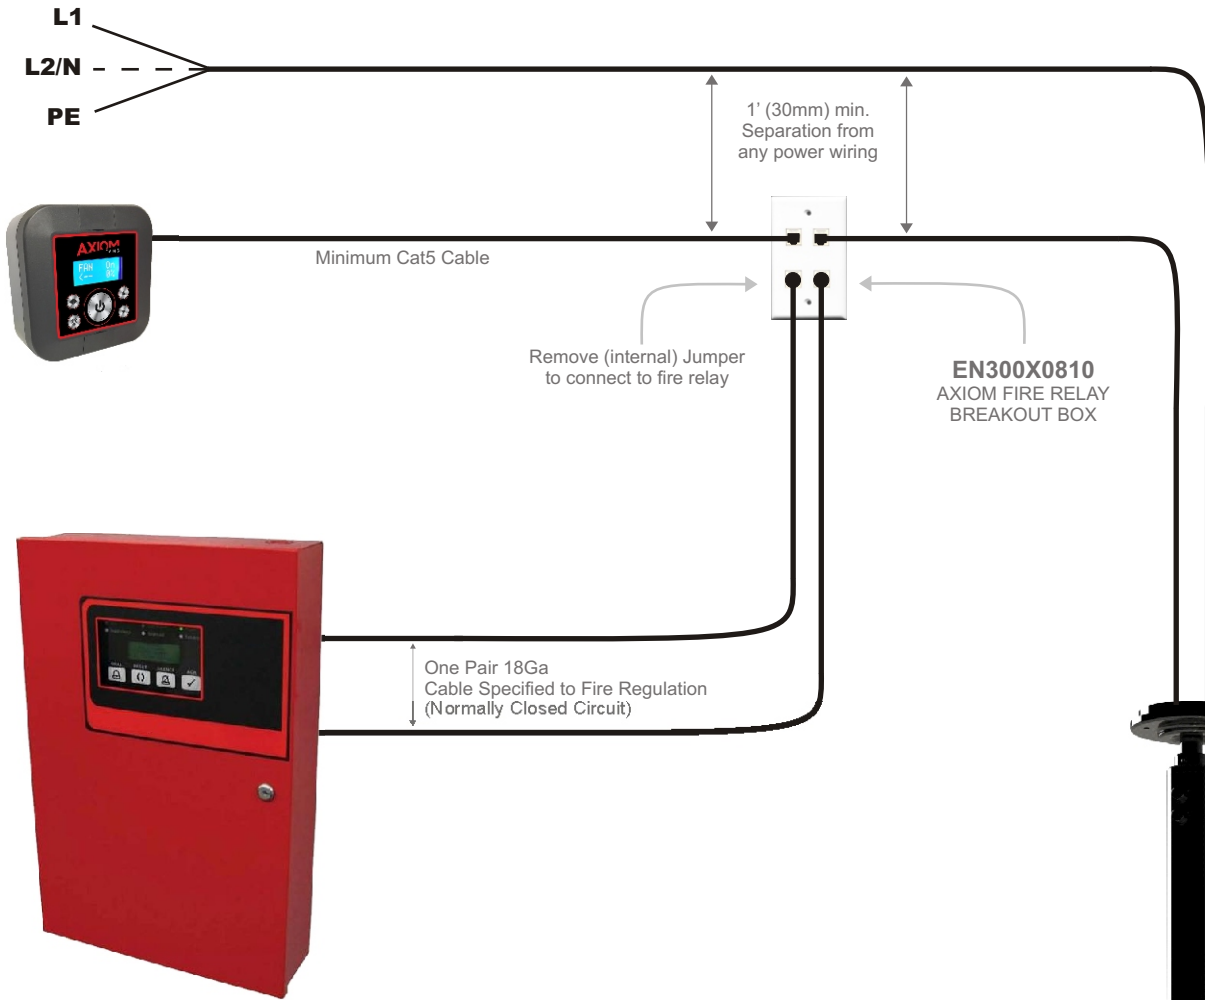 L1
L2/N
PE
1' (30mm) min.
Separation from
any power wiring
AXIOM
FAN On
Minimum Cat5 Cable
Remove (internal) Jumper
to connect to fire relay
EN300X0810
AXIOM FIRE RELAY
BREAKOUT BOX
One Pair 18Ga
Cable Specified to Fire Regulation
(Normally Closed Circuit)